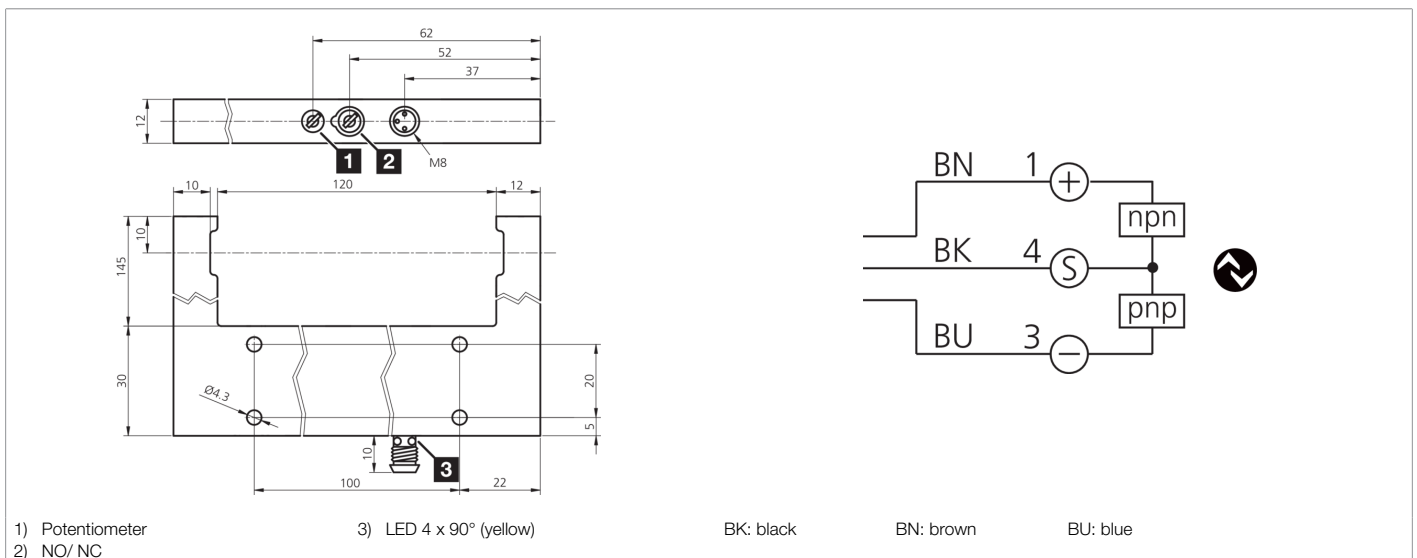 62
52
37
12
1
2
M8
10
120
12
10
145
30
Ø4.3
20
5
10
3
100
22
BN 1 +
npn
BK 4 S
pnp
BU 3 −
1) Potentiometer 3) LED 4 x 90° (yellow) BK: black BN: brown BU: blue
2) NO/ NC